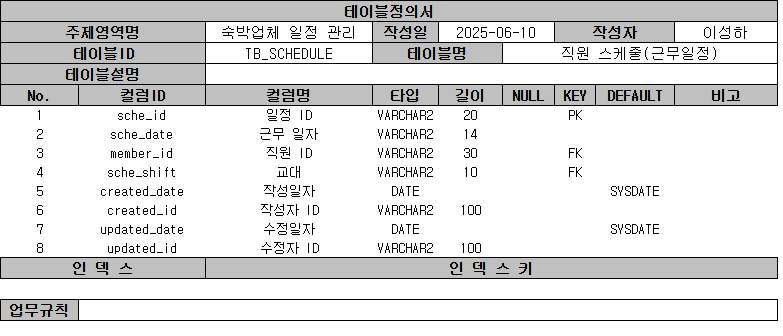 테이블정의서
주제영역명 숙박업체 일정 관리 작성일 2025-06-10 작성자 이성하
테이블ID TB_SCHEDULE 테이블명 직원 스케줄(근무일정)
테이블설명
No. 컬럼ID 컬럼명 타입 길이 NULL KEY DEFAULT 비고
1 sche_id 일정 ID VARCHAR2 20 PK
2 sche_date 근무 일자 VARCHAR2 14
3 member_id 직원 ID VARCHAR2 30 FK
4 sche_shift 교대 VARCHAR2 10 FK
5 created_date 작성일자 DATE SYSDATE
6 created_id 작성자 ID VARCHAR2 100
7 updated_date 수정일자 DATE SYSDATE
8 updated_id 수정자 ID VARCHAR2 100
인 덱 스 인 덱 스 키
업무규칙